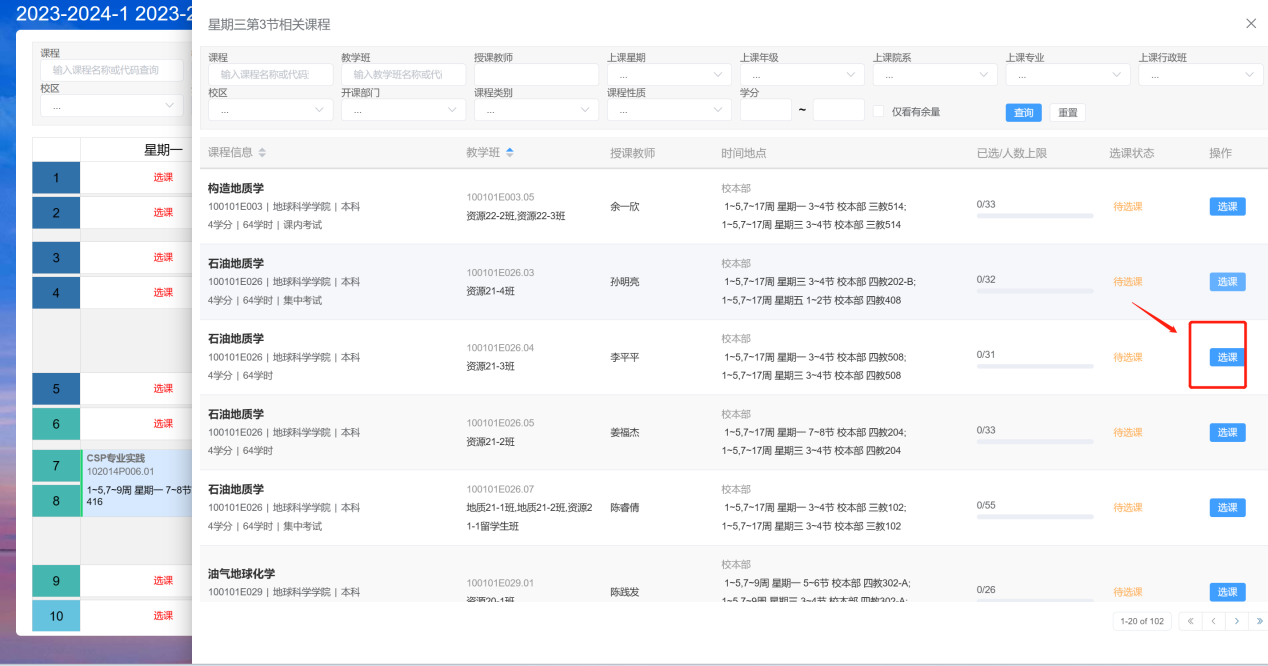 2023-2024-1 2023-2
课程
输入课程名称或代码查询
校区
...
星期一
1 选课
2 选课
3 选课
4 选课
5 选课
6 选课
7
8
CSP专业实践
102014P006.01
1~5,7~9周 星期一 7~8节
416
9 选课
10 选课
星期三第3节相关课程
课程 教学班 授课教师 上课星期 上课年级 上课院系 上课专业 上课行政班
输入课程名称或代码 输入教学班名称或代 ... ... ... ... ...
校区 开课部门 课程类别 课程性质 学分
... ... ... ... ~ 仅看有余量 查询 重置
课程信息 教学班 授课教师 时间地点 已选/人数上限 选课状态 操作
构造地质学
100101E003 | 地球科学学院 | 本科
4学分 | 64学时 | 课内考试
100101E003.05
资源22-2班,资源22-3班
余一欣
校本部
1~5,7~17周 星期一 3~4节 校本部 三教514;
1~5,7~17周 星期三 3~4节 校本部 三教514
0/33
待选课
选课
石油地质学
100101E026 | 地球科学学院 | 本科
4学分 | 64学时 | 集中考试
100101E026.03
资源21-4班
孙明亮
校本部
1~5,7~17周 星期三 3~4节 校本部 四教202-B;
1~5,7~17周 星期五 1~2节 校本部 四教408
0/32
待选课
选课
石油地质学
100101E026 | 地球科学学院 | 本科
4学分 | 64学时
100101E026.04
资源21-3班
李平平
校本部
1~5,7~17周 星期一 3~4节 校本部 四教508;
1~5,7~17周 星期三 3~4节 校本部 四教508
0/31
待选课
选课
石油地质学
100101E026 | 地球科学学院 | 本科
4学分 | 64学时
100101E026.05
资源21-2班
姜福杰
校本部
1~5,7~17周 星期一 7~8节 校本部 四教204;
1~5,7~17周 星期三 3~4节 校本部 四教204
0/33
待选课
选课
石油地质学
100101E026 | 地球科学学院 | 本科
4学分 | 64学时 | 集中考试
100101E026.07
地质21-1班,地质21-2班,资源2
1-1留学生班
陈睿倩
校本部
1~5,7~17周 星期一 3~4节 校本部 三教102;
1~5,7~17周 星期三 3~4节 校本部 三教102
0/55
待选课
选课
油气地球化学
100101E029 | 地球科学学院 | 本科
100101E029.01
资源20-1班
陈践发
校本部
1~5,7~9周 星期一 5~6节 校本部 四教302-A;
1~5,7~9周 星期三 3~4节 校本部 四教302-A;
0/26
待选课
选课
1-20 of 102 « ‹ › »